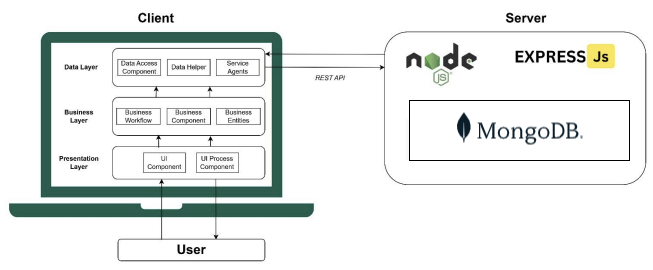 Client
Server
Data Layer
Data Access
Component
Data Helper
Service
Agents
REST API
node
JS
EXPRESS Js
Business
Layer
Business
Workflow
Business
Component
Business
Entities
MongoDB.
Presentation
Layer
UI
Component
UI Process
Component
User